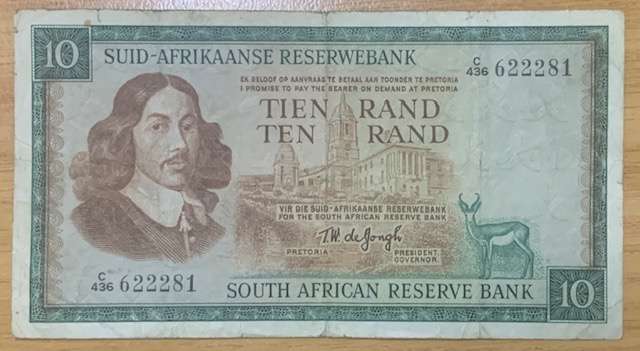 10
SUID-AFRIKAANSE RESERWEBANK
C/436 622281
EK BELOOF OP AANVRAAG TE BETAAL AAN TOONDER TE PRETORIA
I PROMISE TO PAY THE BEARER ON DEMAND AT PRETORIA
TIEN RAND
TEN RAND
VIR DIE SUID-AFRIKAANSE RESERWEBANK
FOR THE SOUTH AFRICAN RESERVE BANK
T.W. de Jongh
PRETORIA PRESIDENT
GOVERNOR
C/436 622281
SOUTH AFRICAN RESERVE BANK
10